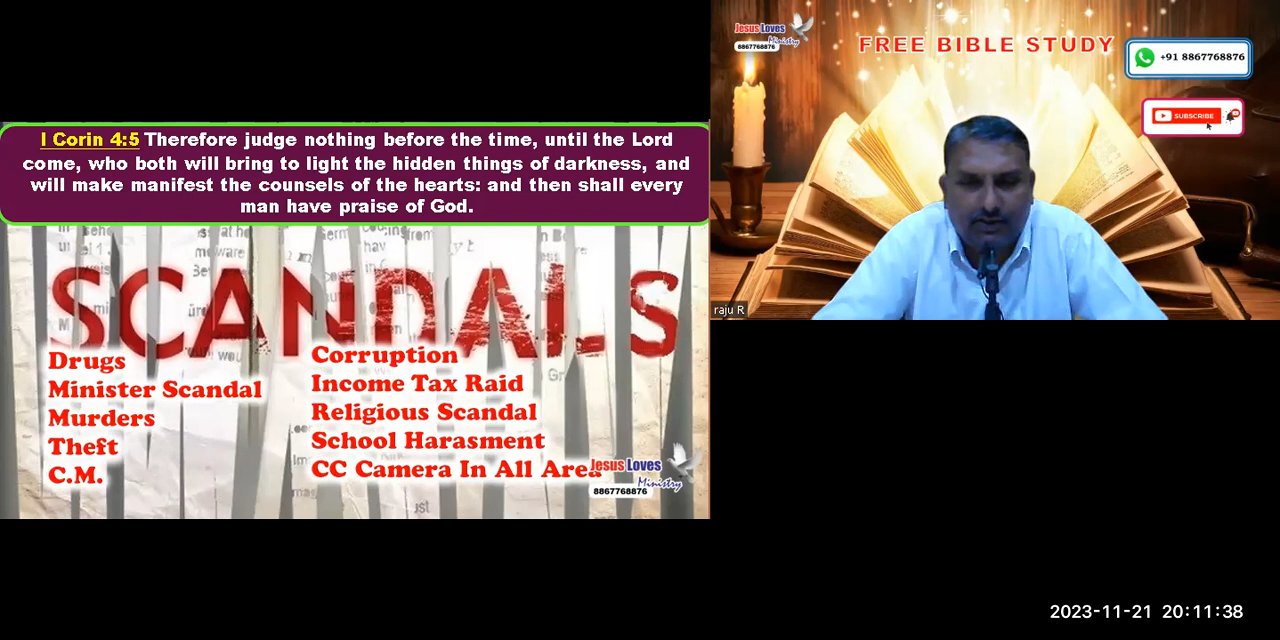 I Corin 4:5 Therefore judge nothing before the time, until the Lord
come, who both will bring to light the hidden things of darkness, and
will make manifest the counsels of the hearts: and then shall every
man have praise of God.
SCANDALS
Drugs
Minister Scandal
Murders
Theft
C.M.
Corruption
Income Tax Raid
Religious Scandal
School Harasment
CC Camera In All Area
Jesus Loves
Ministry
8867768876
Jesus Loves
Ministry
8867768876
FREE BIBLE STUDY
+91 8867768876
SUBSCRIBE
raju R
2023-11-21 20:11:38